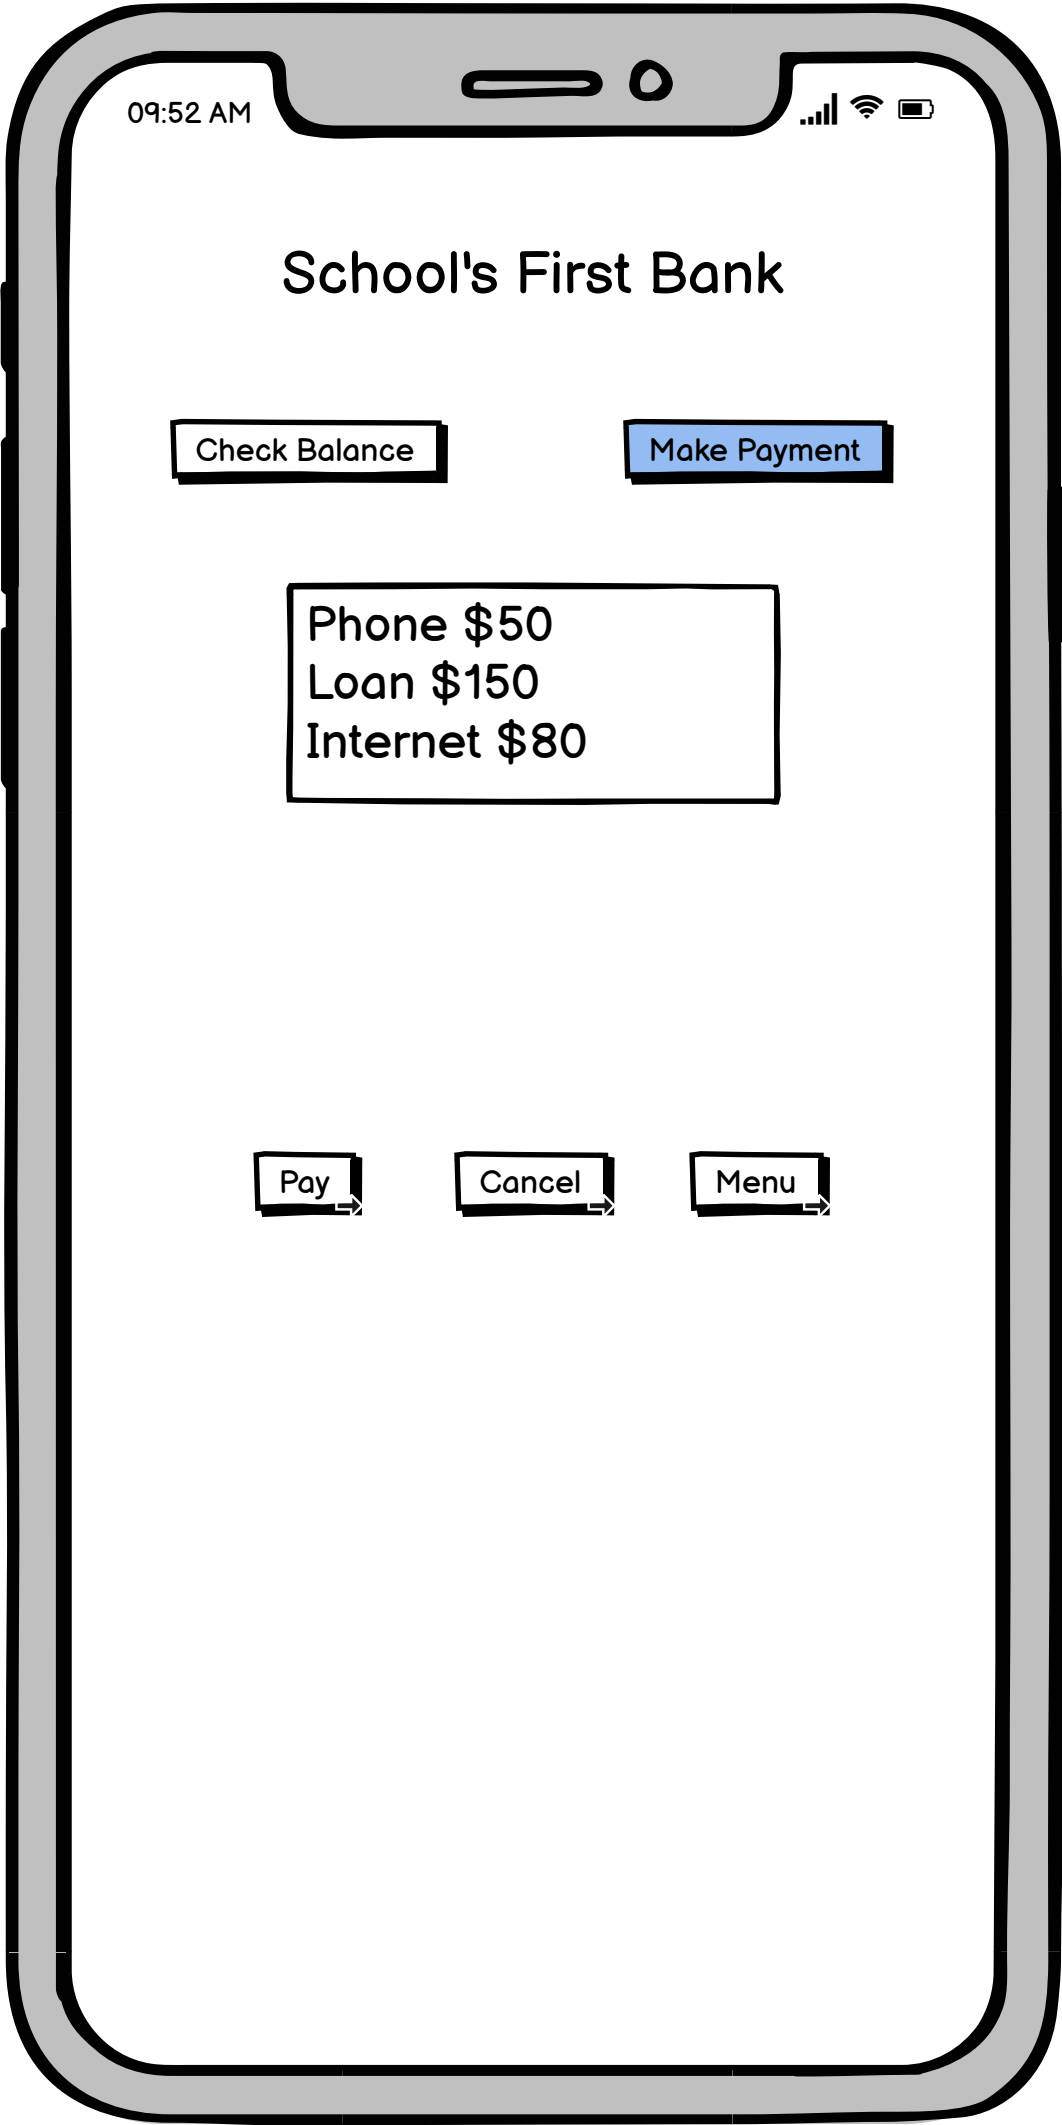 09:52 AM
School's First Bank
Check Balance
Make Payment
Phone $50
Loan $150
Internet $80
Pay
Cancel
Menu